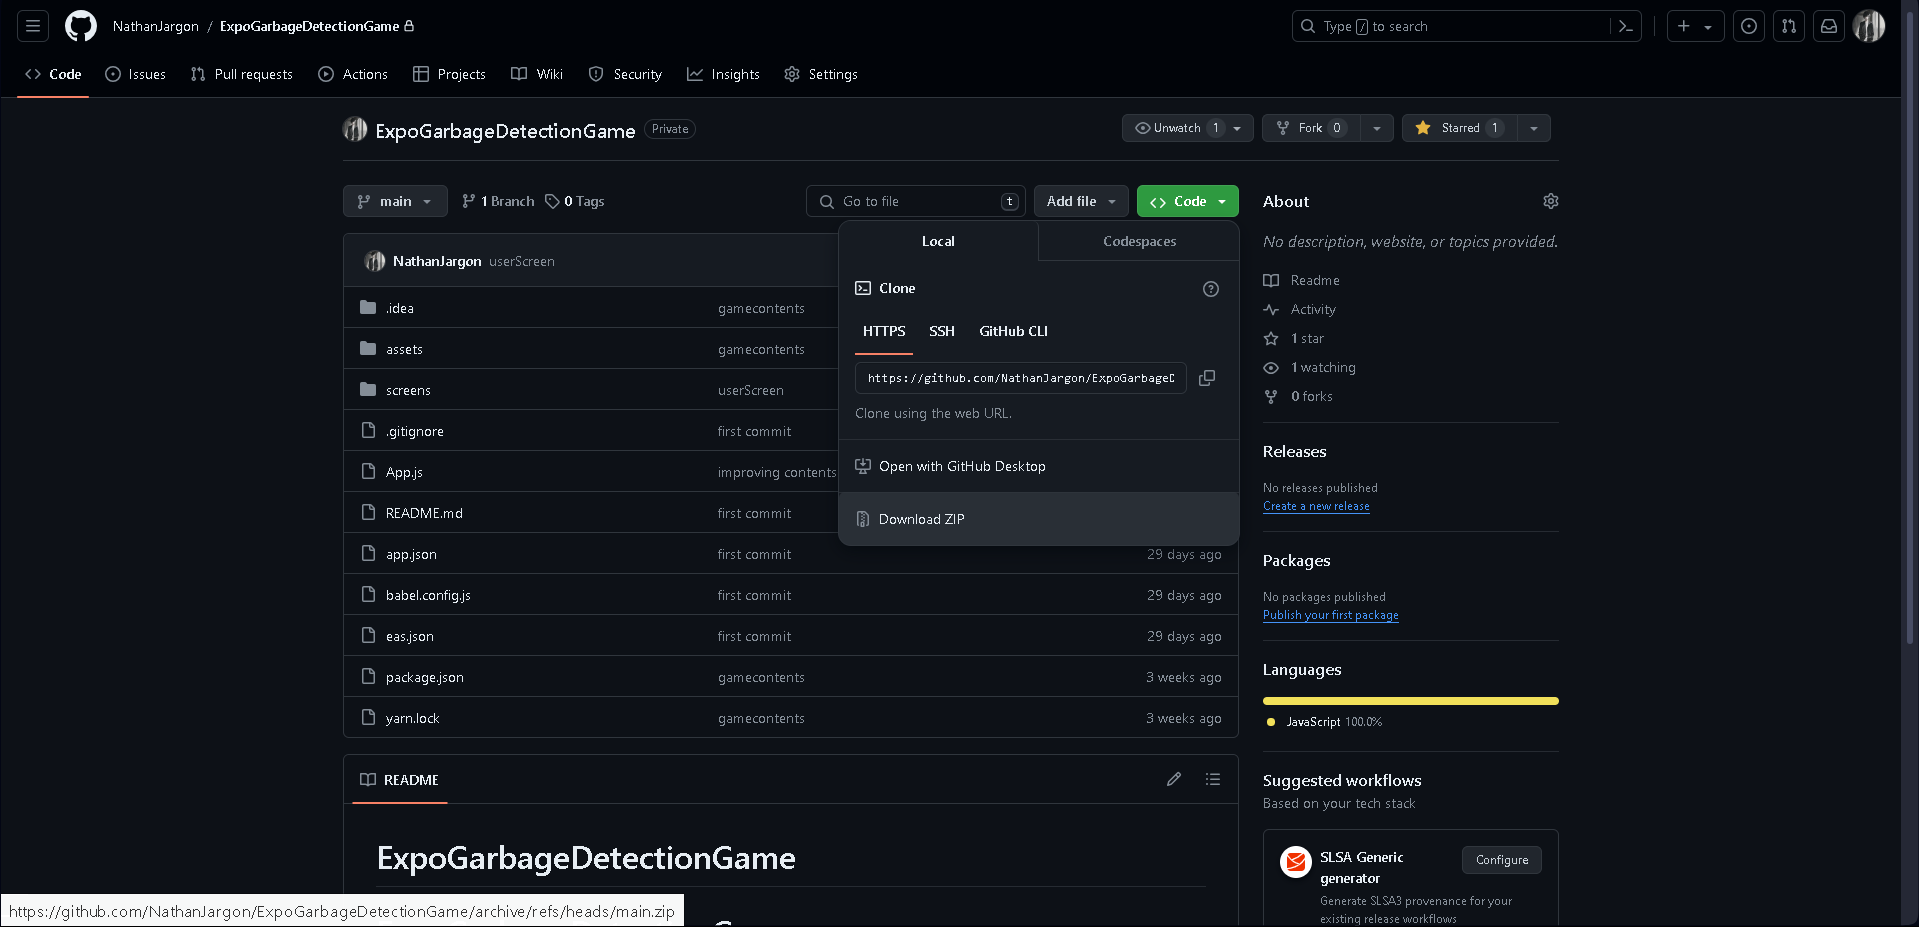 NathanJargon / ExpoGarbageDetectionGame
Type / to search
Code Issues Pull requests Actions Projects Wiki Security Insights Settings
ExpoGarbageDetectionGame Private
Unwatch 1 Fork 0 Starred 1
main 1 Branch 0 Tags Go to file t Add file Code
Local Codespaces
Clone
HTTPS SSH GitHub CLI
https://github.com/NathanJargon/ExpoGarbageD
Clone using the web URL.
Open with GitHub Desktop
Download ZIP
NathanJargon userScreen
.idea gamecontents
assets gamecontents
screens userScreen
.gitignore first commit
App.js improving contents
README.md first commit
app.json first commit 29 days ago
babel.config.js first commit 29 days ago
eas.json first commit 29 days ago
package.json gamecontents 3 weeks ago
yarn.lock gamecontents 3 weeks ago
README
ExpoGarbageDetectionGame
About
No description, website, or topics provided.
Readme
Activity
1 star
1 watching
0 forks
Releases
No releases published
Create a new release
Packages
No packages published
Publish your first package
Languages
JavaScript 100.0%
Suggested workflows
Based on your tech stack
SLSA Generic
generator
Configure
Generate SLSA3 provenance for your
existing release workflows
https://github.com/NathanJargon/ExpoGarbageDetectionGame/archive/refs/heads/main.zip